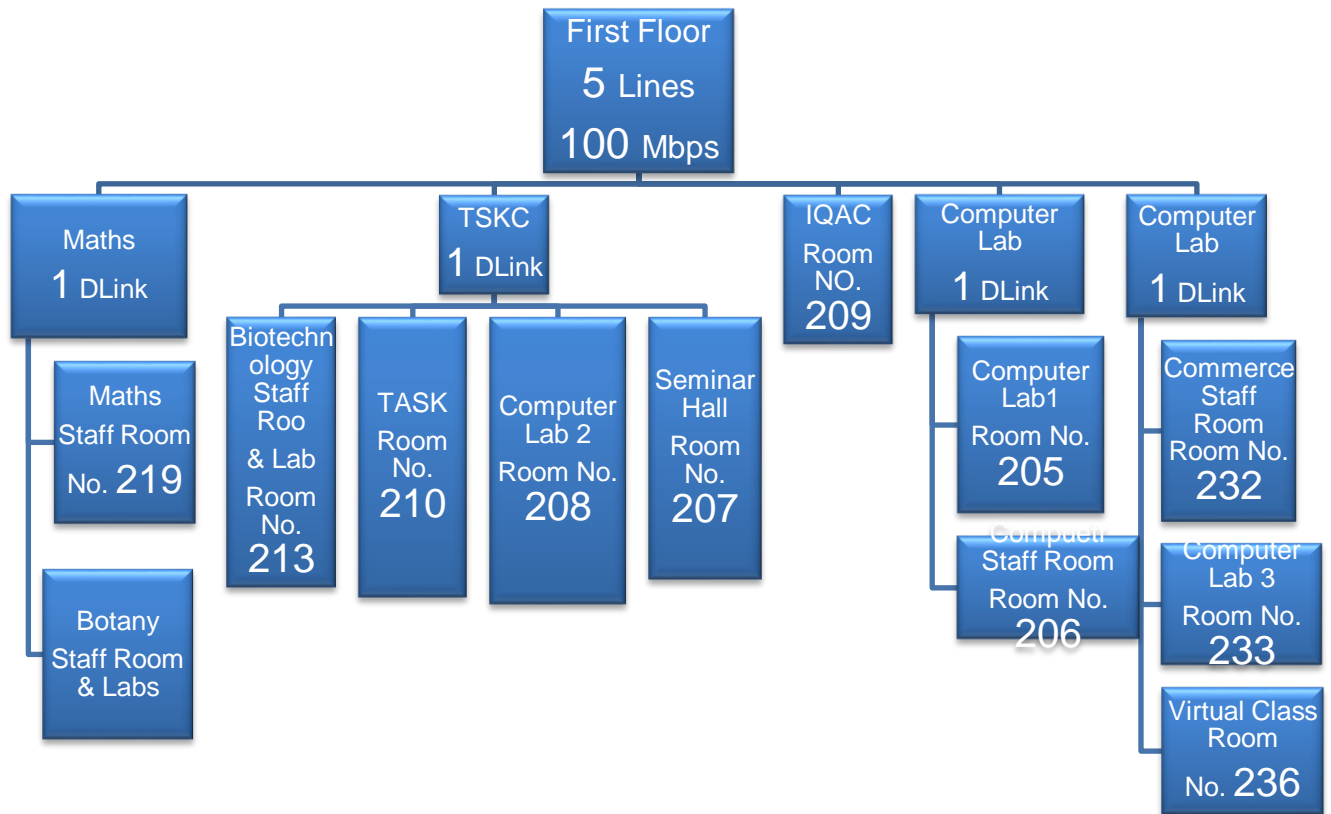 First Floor
5 Lines
100 Mbps
Maths
1 DLink
Maths
Staff Room
No. 219
Botany
Staff Room
& Labs
TSKC
1 DLink
Biotechn
ology
Staff
Roo
& Lab
Room
No.
213
TASK
Room
No.
210
Computer
Lab 2
Room No.
208
Seminar
Hall
Room
No.
207
IQAC
Room
NO.
209
Computer
Lab
1 DLink
Computer
Lab1
Room No.
205
Compuetr
Staff Room
Room No.
206
Computer
Lab
1 DLink
Commerce
Staff
Room
Room No.
232
Computer
Lab 3
Room No.
233
Virtual Class
Room
No. 236